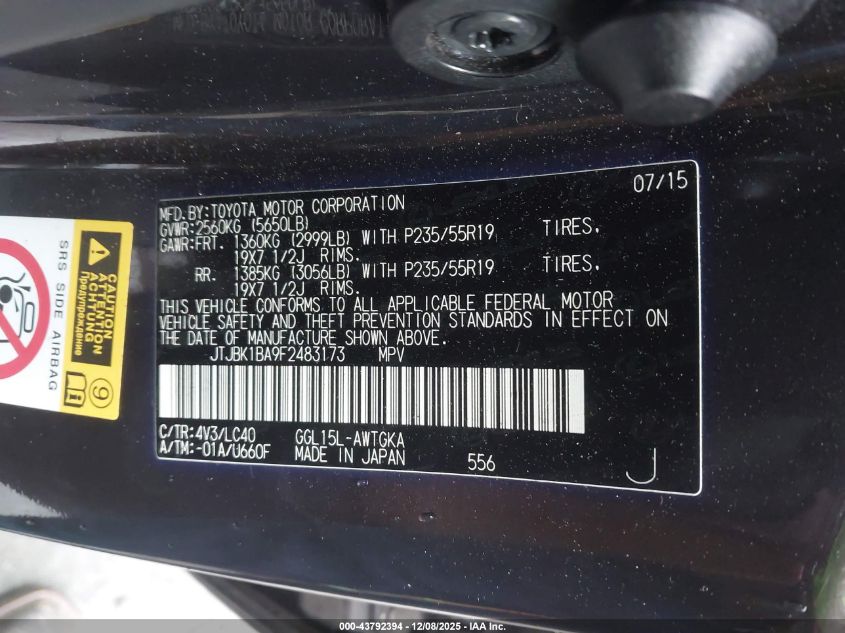 07/15
MFD.BY:TOYOTA MOTOR CORPORATION
GVWR:2560KG (5650LB)
GAWR:FRT. 1360KG (2999LB) WITH P235/55R19 TIRES,
19X7 1/2J RIMS.
RR. 1385KG (3056LB) WITH P235/55R19 TIRES,
19X7 1/2J RIMS.
THIS VEHICLE CONFORMS TO ALL APPLICABLE FEDERAL MOTOR
VEHICLE SAFETY AND THEFT PREVENTION STANDARDS IN EFFECT ON
THE DATE OF MANUFACTURE SHOWN ABOVE.
JTJBK1BA9F2483173 MPV
C/TR:4V3/LC40 GGL15L-AWTGKA
A/TM:-01A/U660F MADE IN JAPAN 556 J
CAUTION
ATTENTION
ACHTUNG
Предупреждение
SRS SIDE AIRBAG
9
000-43792394 | 12/08/2025 - IAA Inc.